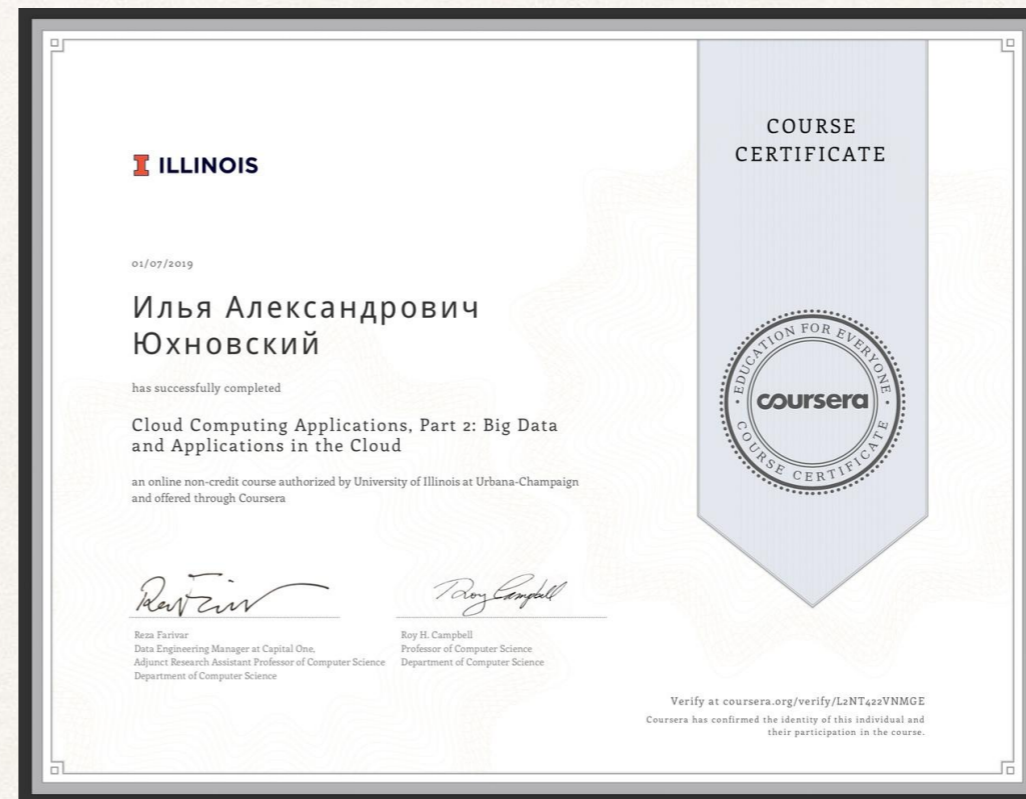 ILLINOIS
01/07/2019
Илья Александрович
Юхновский
has successfully completed
Cloud Computing Applications, Part 2: Big Data
and Applications in the Cloud
an online non-credit course authorized by University of Illinois at Urbana-Champaign
and offered through Coursera
Reza Farivar
Data Engineering Manager at Capital One,
Adjunct Research Assistant Professor of Computer Science
Department of Computer Science
Roy Campbell
Roy H. Campbell
Professor of Computer Science
Department of Computer Science
COURSE
CERTIFICATE
EDUCATION FOR EVERYONE
coursera
COURSE CERTIFICATE
Verify at coursera.org/verify/L2NT422VNMGE
Coursera has confirmed the identity of this individual and
their participation in the course.